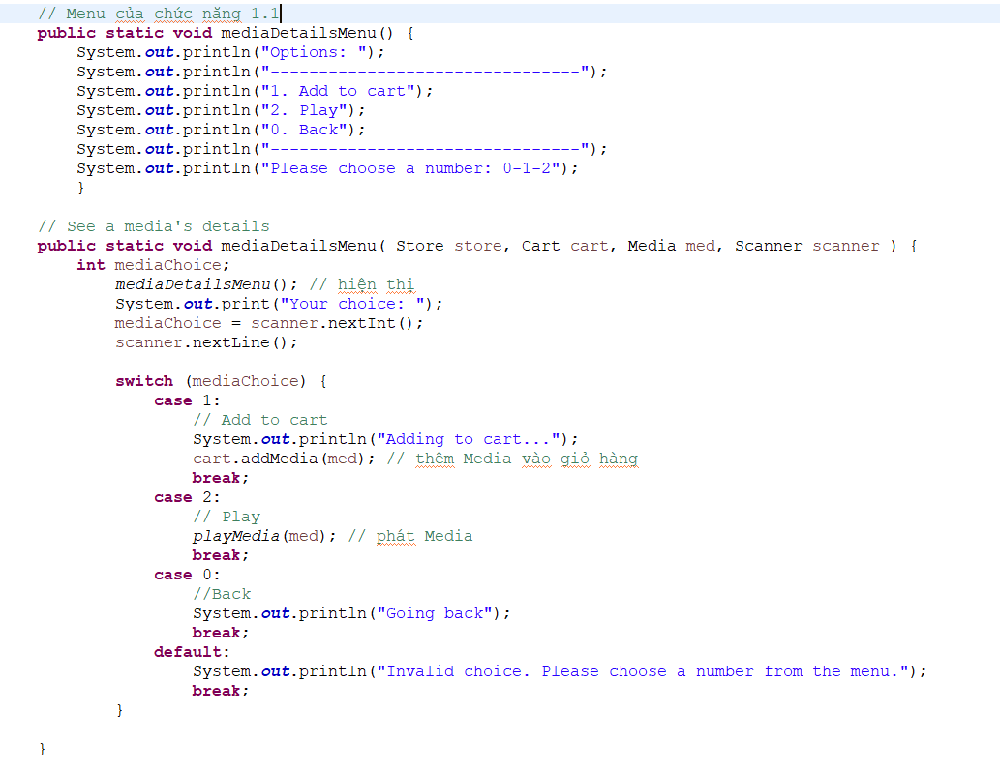 // Menu của chức năng 1.1
public static void mediaDetailsMenu() {
System.out.println("Options: ");
System.out.println("--------------------------------");
System.out.println("1. Add to cart");
System.out.println("2. Play");
System.out.println("0. Back");
System.out.println("--------------------------------");
System.out.println("Please choose a number: 0-1-2");
}
// See a media's details
public static void mediaDetailsMenu( Store store, Cart cart, Media med, Scanner scanner ) {
int mediaChoice;
mediaDetailsMenu(); // hiện thị
System.out.print("Your choice: ");
mediaChoice = scanner.nextInt();
scanner.nextLine();
switch (mediaChoice) {
case 1:
// Add to cart
System.out.println("Adding to cart...");
cart.addMedia(med); // thêm Media vào giỏ hàng
break;
case 2:
// Play
playMedia(med); // phát Media
break;
case 0:
//Back
System.out.println("Going back");
break;
default:
System.out.println("Invalid choice. Please choose a number from the menu.");
break;
}
}